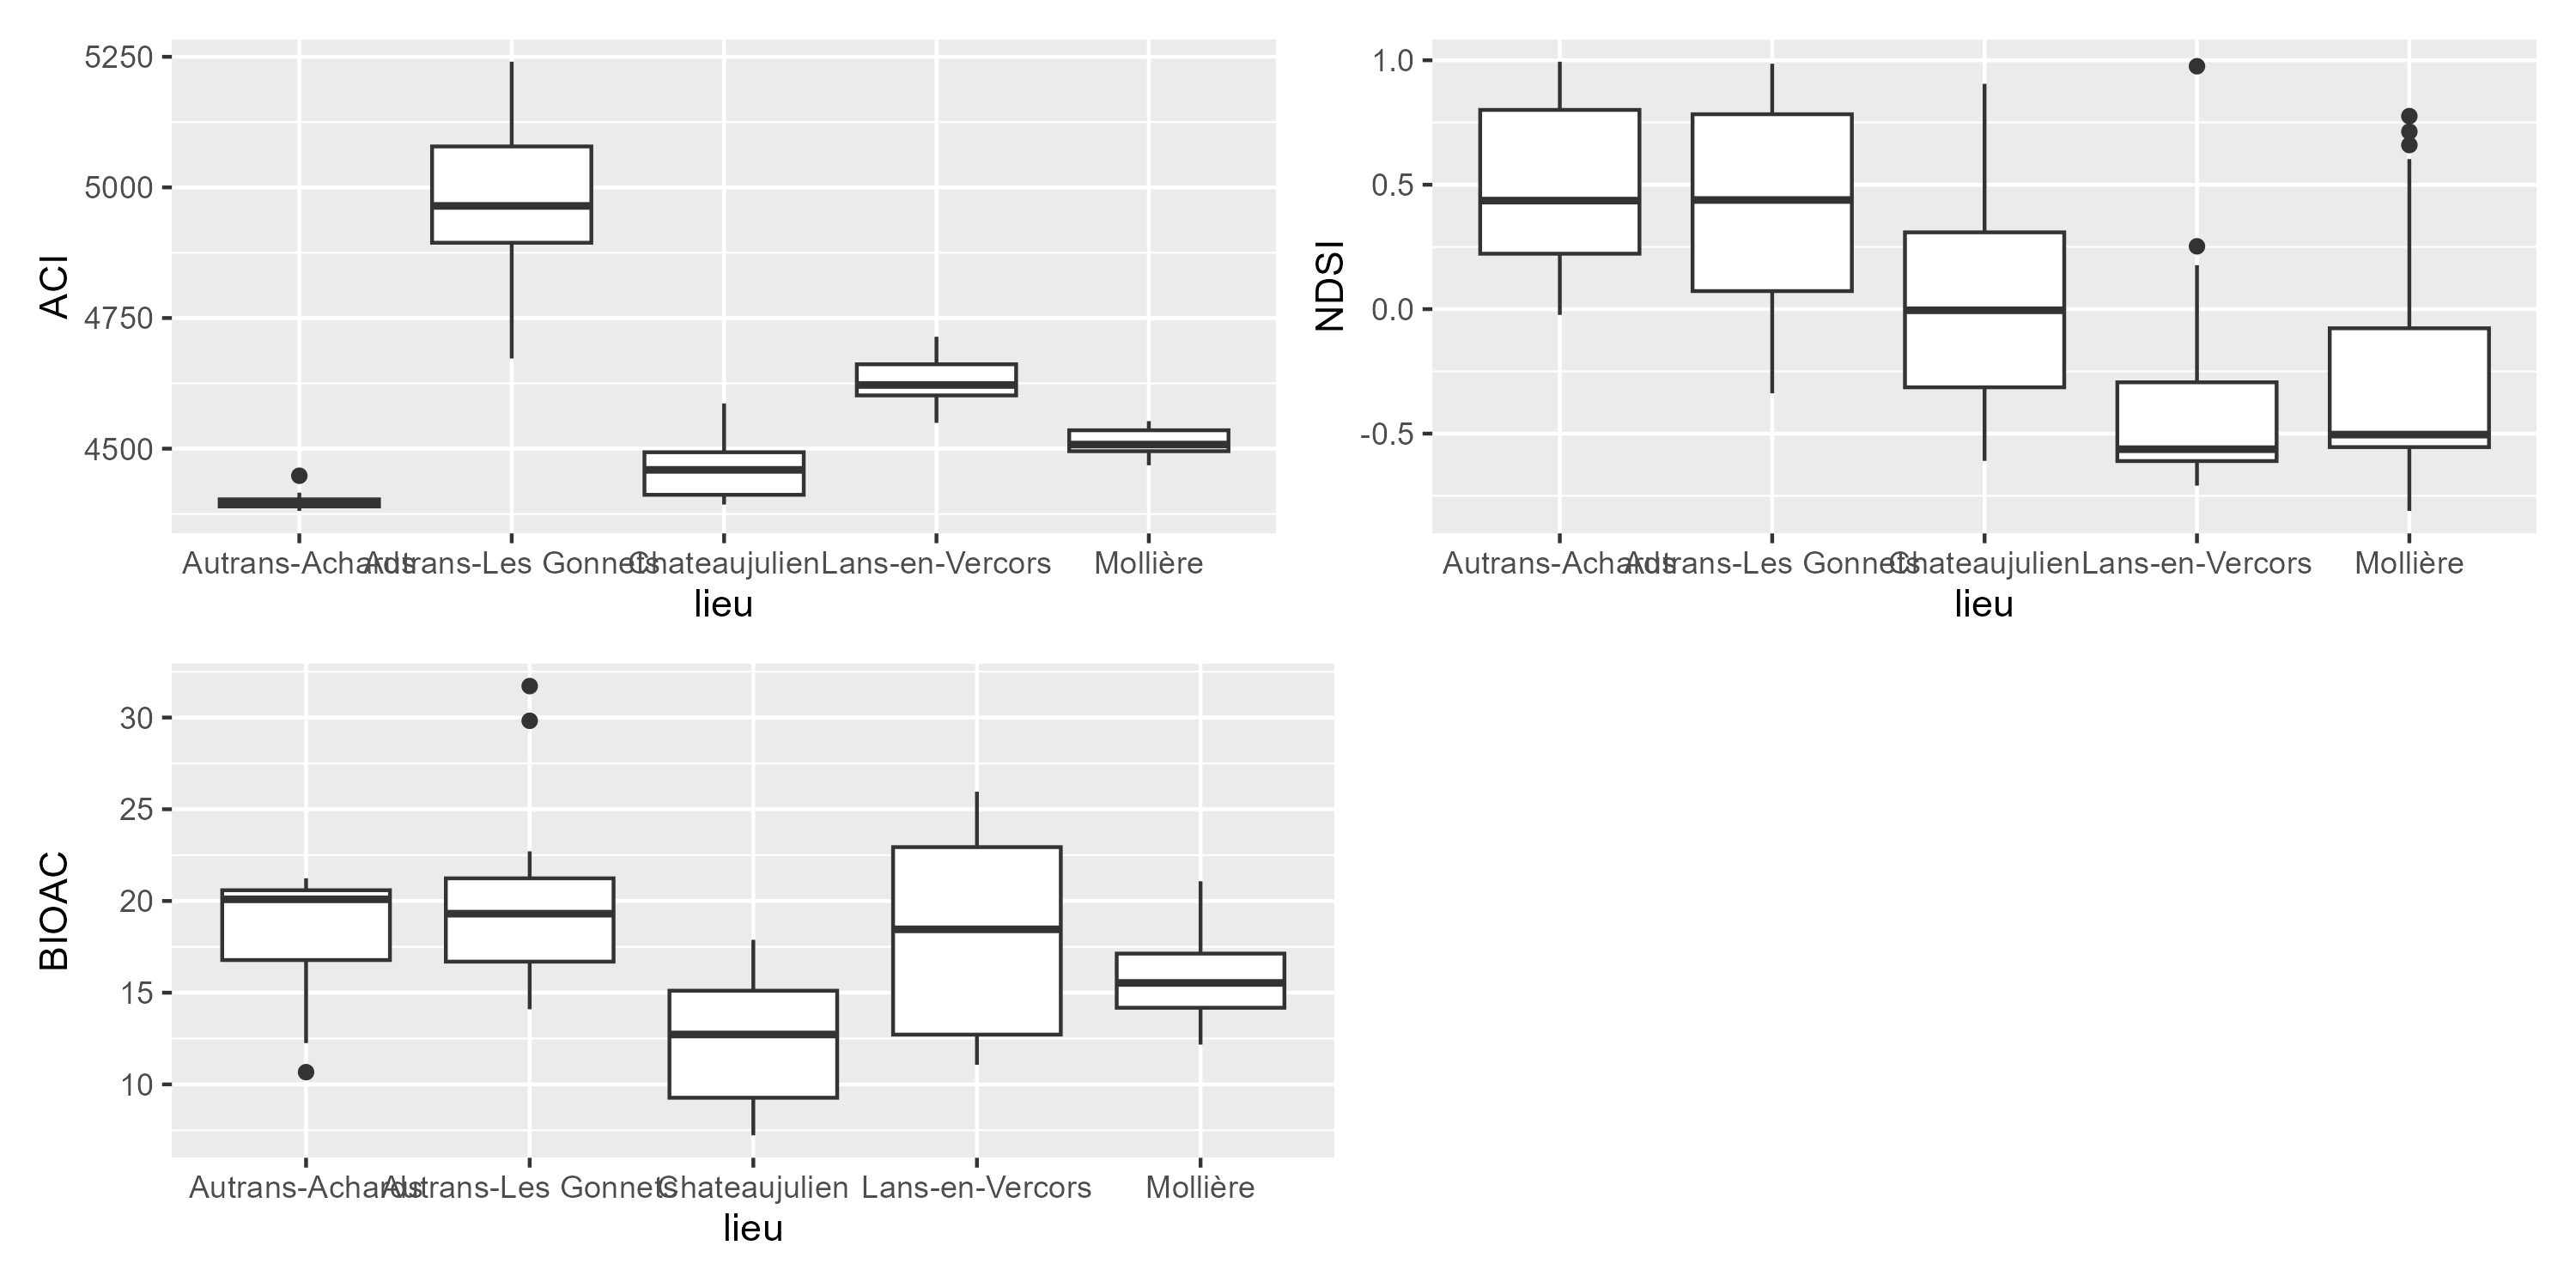 ACI
5250
5000
4750
4500
Autrans-Achards Autrans-Les Gonnets Chateaujulien Lans-en-Vercors Mollière
lieu
NDSI
1.0
0.5
0.0
-0.5
Autrans-Achards Autrans-Les Gonnets Chateaujulien Lans-en-Vercors Mollière
lieu
BIOAC
30
25
20
15
10
Autrans-Achards Autrans-Les Gonnets Chateaujulien Lans-en-Vercors Mollière
lieu